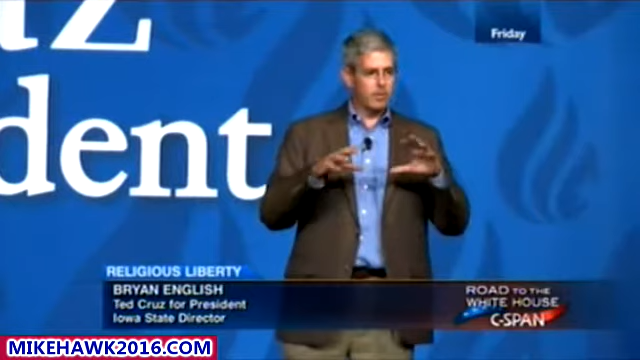 Friday
z
dent
RELIGIOUS LIBERTY
BRYAN ENGLISH
Ted Cruz for President
Iowa State Director
ROAD TO THE
WHITE HOUSE
C-SPAN
MIKEHAWK2016.COM